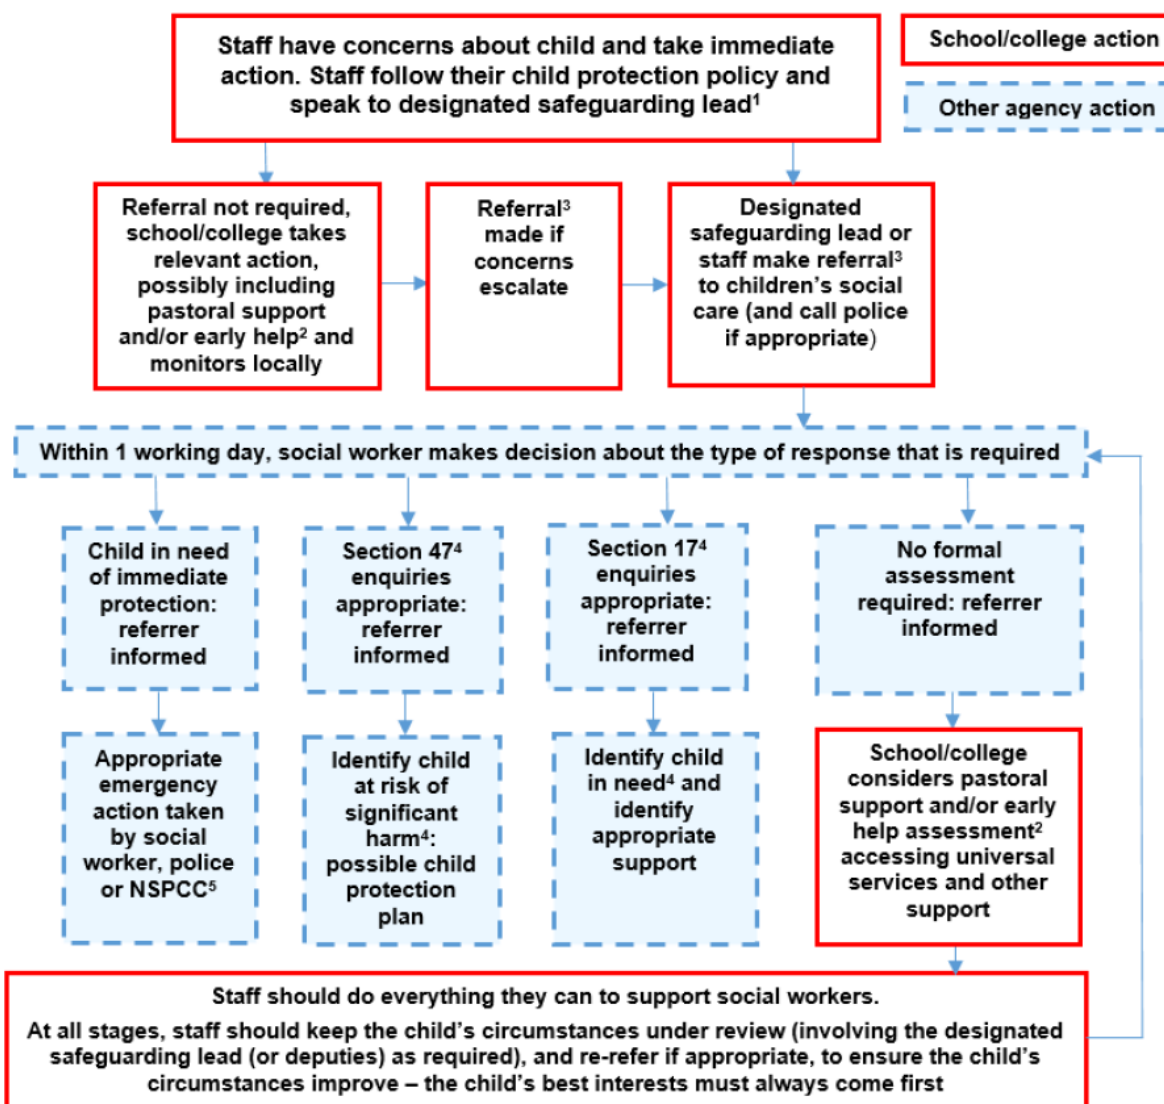 Staff have concerns about child and take immediate
action. Staff follow their child protection policy and
speak to designated safeguarding lead¹
School/college action
Other agency action
Referral not required,
school/college takes
relevant action,
possibly including
pastoral support
and/or early help² and
monitors locally
Referral³
made if
concerns
escalate
Designated
safeguarding lead or
staff make referral³
to children’s social
care (and call police
if appropriate)
Within 1 working day, social worker makes decision about the type of response that is required
Child in need
of immediate
protection:
referrer
informed
Section 47⁴
enquiries
appropriate:
referrer
informed
Section 17⁴
enquiries
appropriate:
referrer
informed
No formal
assessment
required: referrer
informed
Appropriate
emergency
action taken
by social
worker, police
or NSPCC⁵
Identify child
at risk of
significant
harm⁴:
possible child
protection
plan
Identify child
in need⁴ and
identify
appropriate
support
School/college
considers pastoral
support and/or early
help assessment²
accessing universal
services and other
support
Staff should do everything they can to support social workers.
At all stages, staff should keep the child’s circumstances under review (involving the designated
safeguarding lead (or deputies) as required), and re-refer if appropriate, to ensure the child’s
circumstances improve – the child’s best interests must always come first